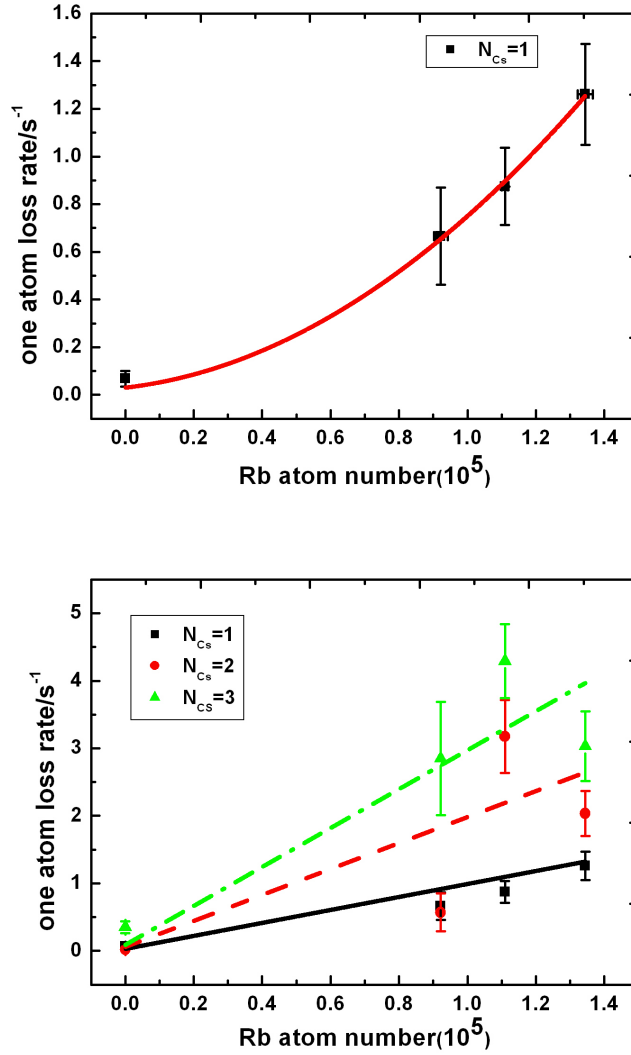 1.6
1.4
1.2
1.0
0.8
0.6
0.4
0.2
0.0
one atom loss rate/s⁻¹
N_Cs=1
0.0 0.2 0.4 0.6 0.8 1.0 1.2 1.4
Rb atom number(10⁵)
5
4
3
2
1
0
one atom loss rate/s⁻¹
N_Cs=1
N_Cs=2
N_CS=3
0.0 0.2 0.4 0.6 0.8 1.0 1.2 1.4
Rb atom number(10⁵)